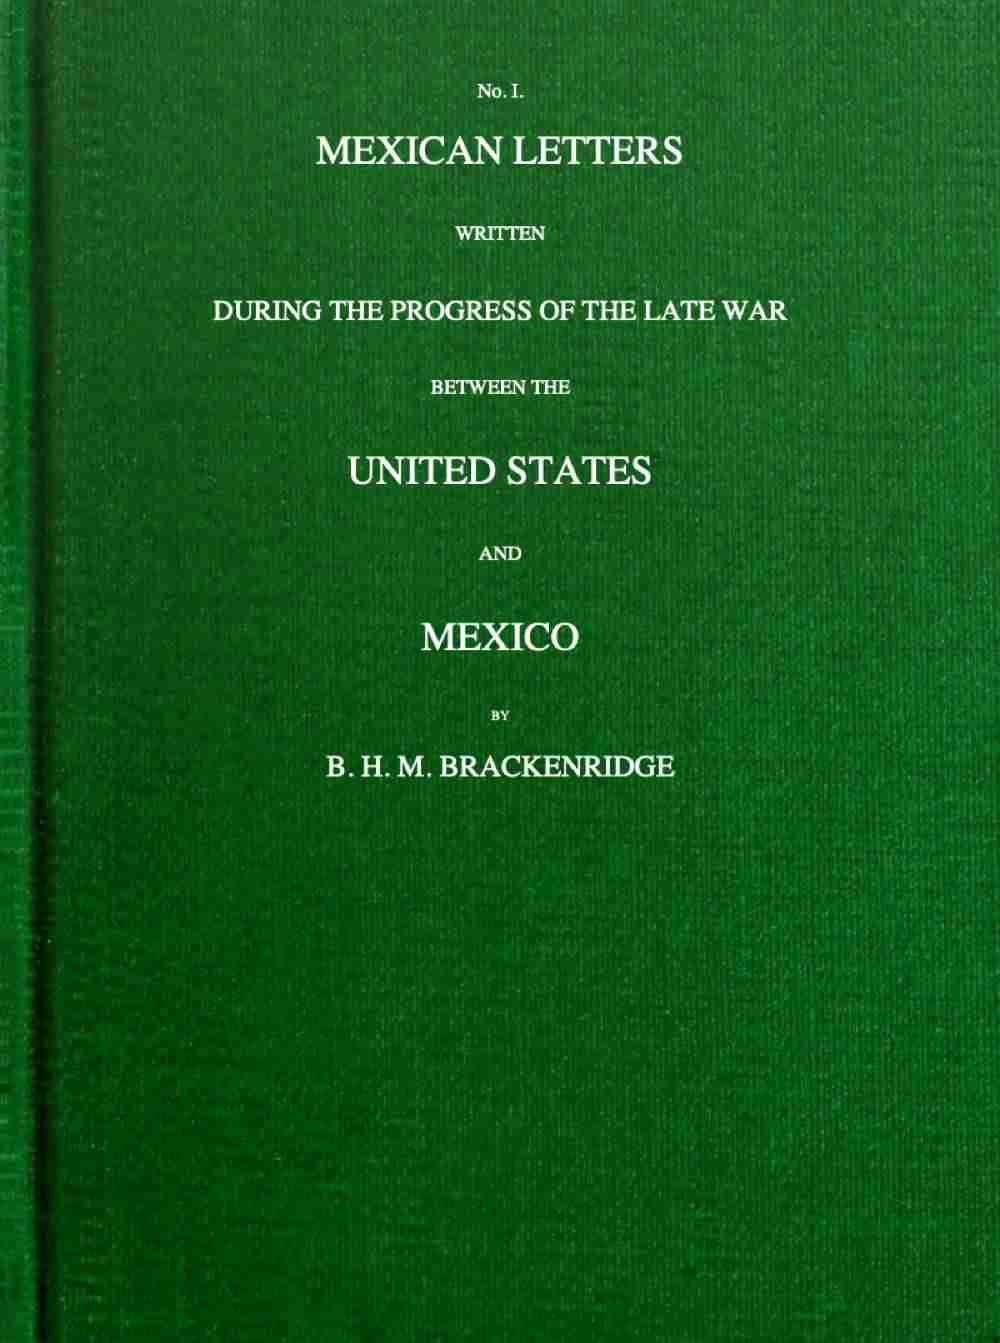 No. I.
MEXICAN LETTERS
WRITTEN
DURING THE PROGRESS OF THE LATE WAR
BETWEEN THE
UNITED STATES
AND
MEXICO
BY
B. H. M. BRACKENRIDGE